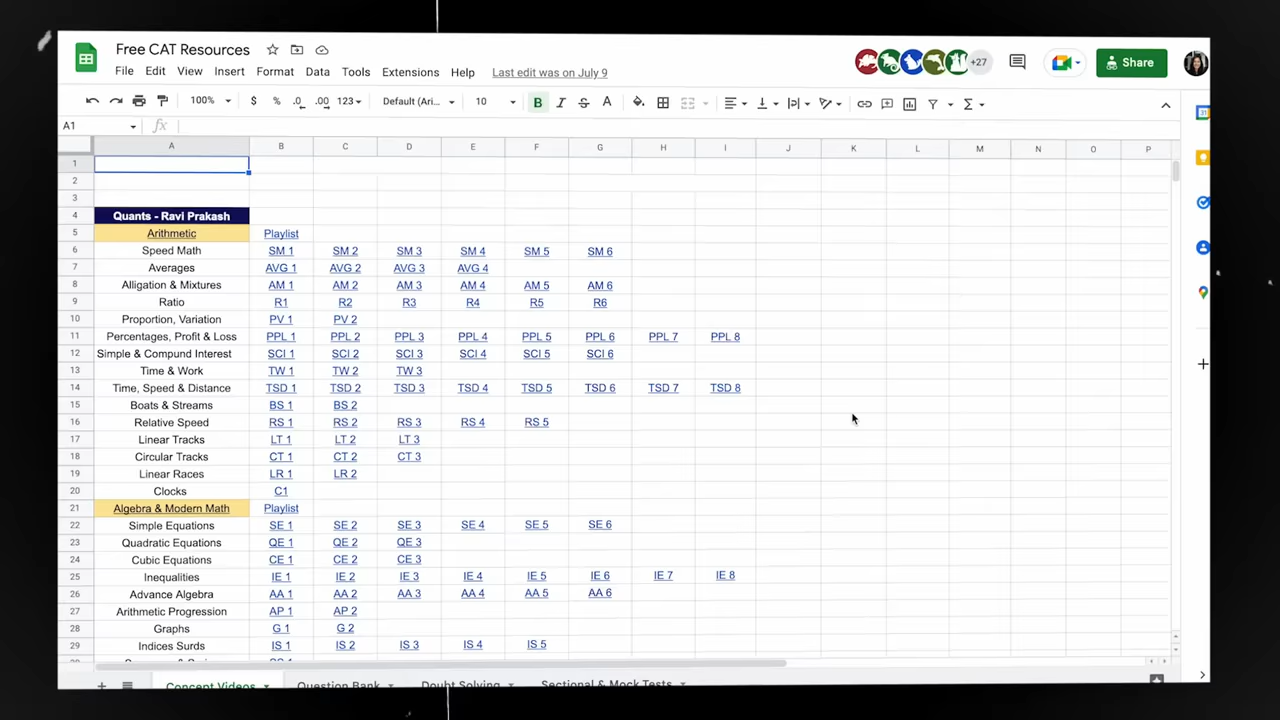 Free CAT Resources
File Edit View Insert Format Data Tools Extensions Help Last edit was on July 9
+27
Share
100% $ % .0 .00 123 Default (Ari... 10 B I S A
A1 fx
A B C D E F G H I J K L M N O P
1
2
3
4 Quants - Ravi Prakash
5 Arithmetic Playlist
6 Speed Math SM 1 SM 2 SM 3 SM 4 SM 5 SM 6
7 Averages AVG 1 AVG 2 AVG 3 AVG 4
8 Alligation & Mixtures AM 1 AM 2 AM 3 AM 4 AM 5 AM 6
9 Ratio R1 R2 R3 R4 R5 R6
10 Proportion, Variation PV 1 PV 2
11 Percentages, Profit & Loss PPL 1 PPL 2 PPL 3 PPL 4 PPL 5 PPL 6 PPL 7 PPL 8
12 Simple & Compund Interest SCI 1 SCI 2 SCI 3 SCI 4 SCI 5 SCI 6
13 Time & Work TW 1 TW 2 TW 3
14 Time, Speed & Distance TSD 1 TSD 2 TSD 3 TSD 4 TSD 5 TSD 6 TSD 7 TSD 8
15 Boats & Streams BS 1 BS 2
16 Relative Speed RS 1 RS 2 RS 3 RS 4 RS 5
17 Linear Tracks LT 1 LT 2 LT 3
18 Circular Tracks CT 1 CT 2 CT 3
19 Linear Races LR 1 LR 2
20 Clocks C1
21 Algebra & Modern Math Playlist
22 Simple Equations SE 1 SE 2 SE 3 SE 4 SE 5 SE 6
23 Quadratic Equations QE 1 QE 2 QE 3
24 Cubic Equations CE 1 CE 2 CE 3
25 Inequalities IE 1 IE 2 IE 3 IE 4 IE 5 IE 6 IE 7 IE 8
26 Advance Algebra AA 1 AA 2 AA 3 AA 4 AA 5 AA 6
27 Arithmetic Progression AP 1 AP 2
28 Graphs G 1 G 2
29 Indices Surds IS 1 IS 2 IS 3 IS 4 IS 5
Concept Videos Question Bank Doubt Solving Sectional & Mock Tests